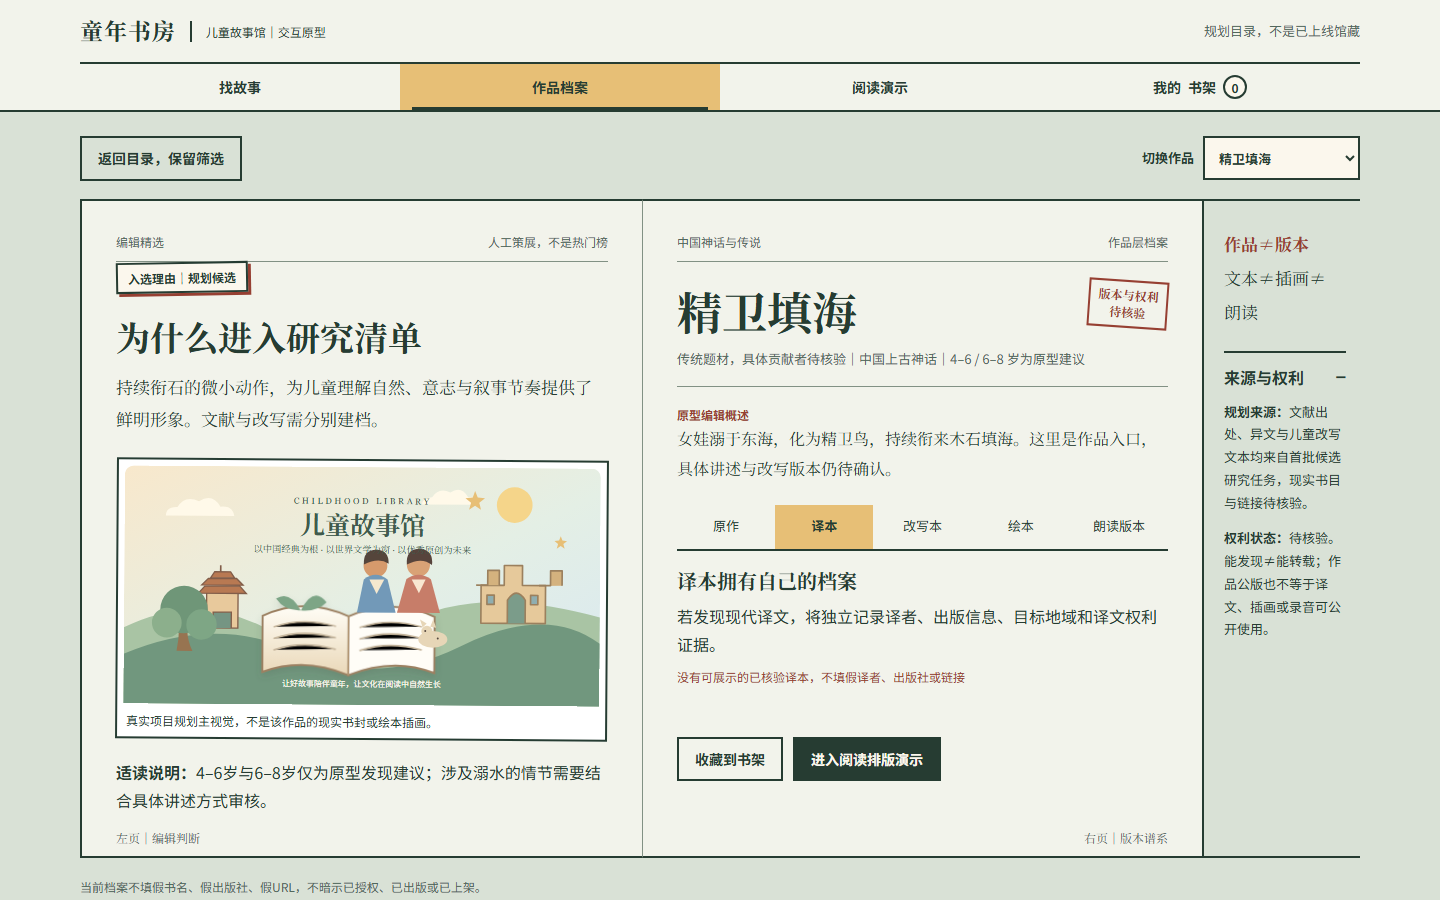 童年书房
儿童故事馆｜交互原型
规划目录，不是已上线馆藏
找故事
作品档案
阅读演示
我的 书架 0
返回目录，保留筛选
切换作品
精卫填海
编辑精选
人工策展，不是热门榜
入选理由｜规划候选
为什么进入研究清单
持续衔石的微小动作，为儿童理解自然、意志与叙事节奏提供了
鲜明形象。文献与改写需分别建档。
CHILDHOOD LIBRARY
儿童故事馆
以中国经典为根 · 以世界文学为窗 · 以优秀原创为未来
让好故事陪伴童年，让文化在阅读中自然生长
真实项目规划主视觉，不是该作品的现实书封或绘本插画。
适读说明：4–6岁与6–8岁仅为原型发现建议；涉及溺水的情节需要结
合具体讲述方式审核。
左页｜编辑判断
中国神话与传说
作品层档案
精卫填海
版本与权利
待核验
传统题材，具体贡献者待核验｜中国上古神话｜4–6 / 6–8 岁为原型建议
原型编辑概述
女娃溺于东海，化为精卫鸟，持续衔来木石填海。这里是作品入口，
具体讲述与改写版本仍待确认。
原作
译本
改写本
绘本
朗读版本
译本拥有自己的档案
若发现现代译文，将独立记录译者、出版信息、目标地域和译文权利
证据。
没有可展示的已核验译本，不填假译者、出版社或链接
收藏到书架
进入阅读排版演示
右页｜版本谱系
作品≠版本
文本≠插画≠
朗读
来源与权利 −
规划来源：文献出
处、异文与儿童改写
文本均来自首批候选
研究任务，现实书目
与链接待核验。
权利状态：待核验。
能发现≠能转载；作
品公版也不等于译
文、插画或录音可公
开使用。
当前档案不填假书名、假出版社、假URL，不暗示已授权、已出版或已上架。